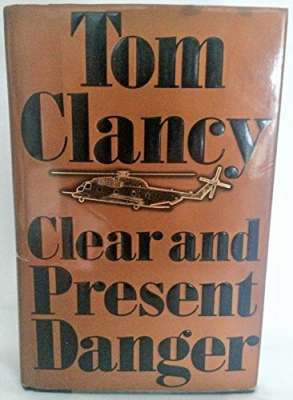 Tom
Clancy
Clear and
Present
Danger